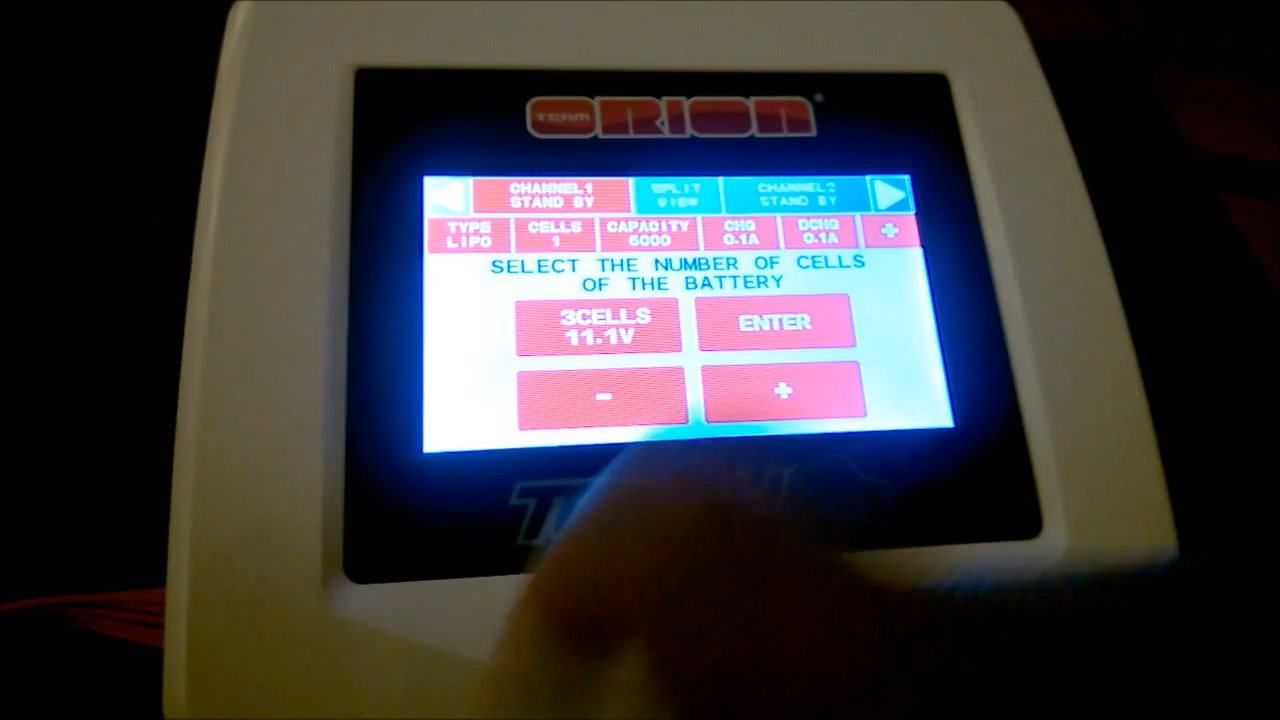 TEAM ORION
CHANNEL1
STAND BY
SPLIT
VIEW
CHANNEL2
STAND BY
TYPE
LIPO
CELLS
1
CAPACITY
5000
CHG
0.1A
DCHG
0.1A
+
SELECT THE NUMBER OF CELLS
OF THE BATTERY
3CELLS
11.1V
ENTER
-
+